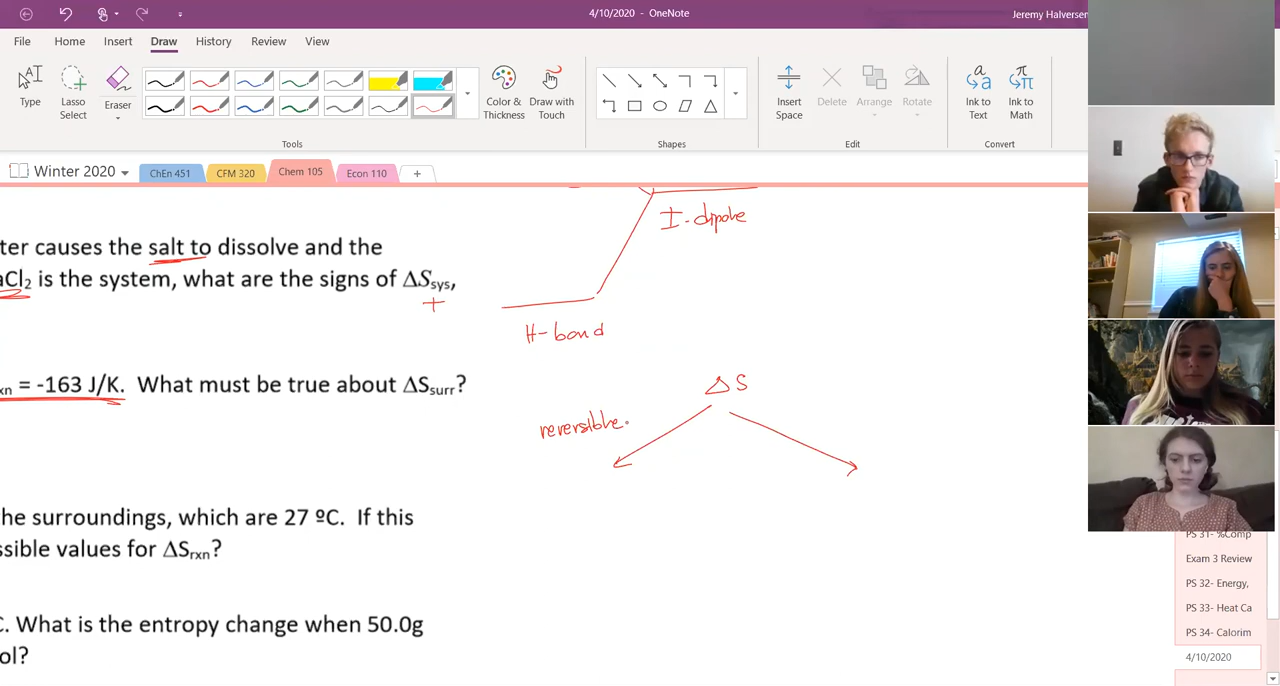 4/10/2020 - OneNote
Jeremy Halversen
File Home Insert Draw History Review View
Type
Lasso Select
Eraser
Color & Thickness
Draw with Touch
Insert Space
Delete
Arrange
Rotate
Ink to Text
Ink to Math
Tools
Shapes
Edit
Convert
Winter 2020
ChEn 451
CFM 320
Chem 105
Econ 110
+
I-dipole
ter causes the salt to dissolve and the
aCl₂ is the system, what are the signs of ΔSsys,
+
H-bond
xn = -163 J/K. What must be true about ΔSsurr?
ΔS
reversible
the surroundings, which are 27 ºC. If this
ssible values for ΔSrxn?
C. What is the entropy change when 50.0g
ol?
PS 31- %Comp
Exam 3 Review
PS 32- Energy,
PS 33- Heat Ca
PS 34- Calorim
4/10/2020